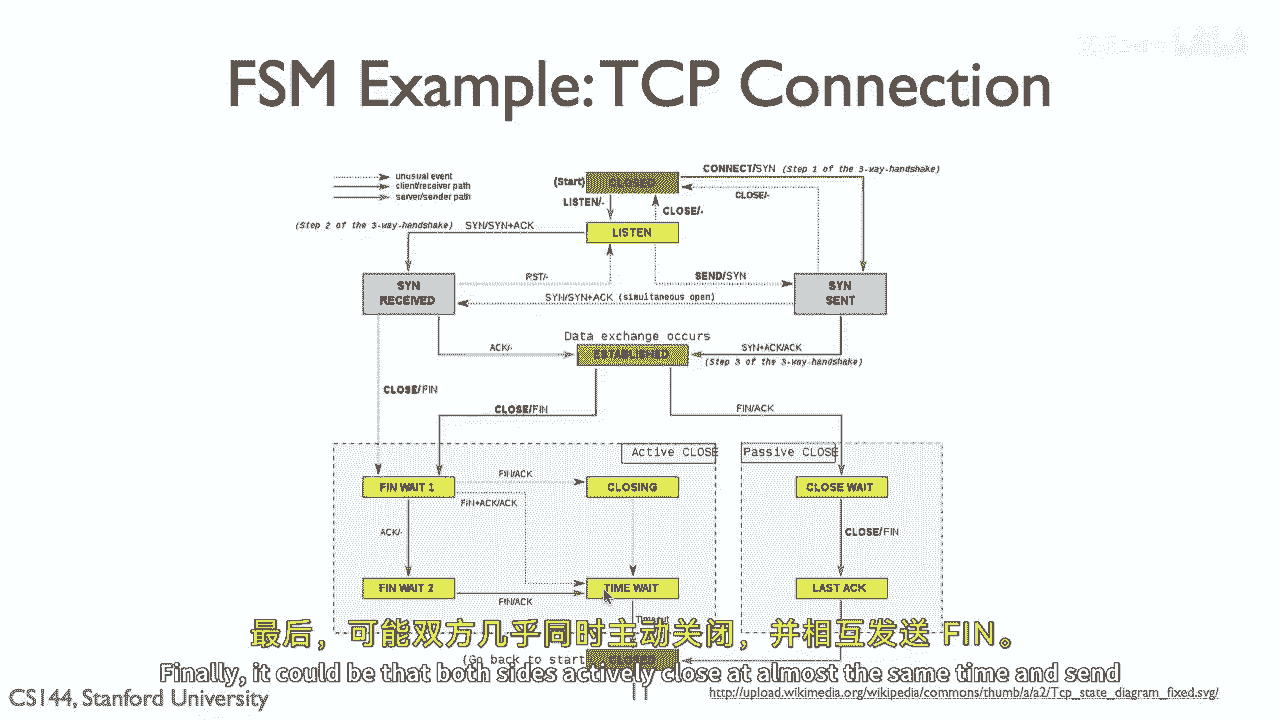 FSM Example: TCP Connection
unusual event
client/receiver path
server/sender path
(Start)
CLOSED
CONNECT/SYN (Step 1 of the 3-way-handshake)
CLOSE/-
LISTEN/-
CLOSE/-
(Step 2 of the 3-way-handshake) SYN/SYN+ACK
LISTEN
SYN
RECEIVED
RST/-
SEND/SYN
SYN
SENT
SYN/SYN+ACK (simultaneous open)
Data exchange occurs
ACK/-
ESTABLISHED
SYN+ACK/ACK
(Step 3 of the 3-way-handshake)
CLOSE/FIN
CLOSE/FIN
FIN/ACK
Active CLOSE
Passive CLOSE
FIN WAIT 1
FIN/ACK
CLOSING
CLOSE WAIT
FIN+ACK/ACK
ACK/-
CLOSE/FIN
FIN WAIT 2
TIME WAIT
LAST ACK
FIN/ACK
最后，可能双方几乎同时主动关闭，并相互发送 FIN。
(Go back to start)
Finally, it could be that both sides actively close at almost the same time and send
CS144, Stanford University
http://upload.wikimedia.org/wikipedia/commons/thumb/a/a2/Tcp_state_diagram_fixed.svg/